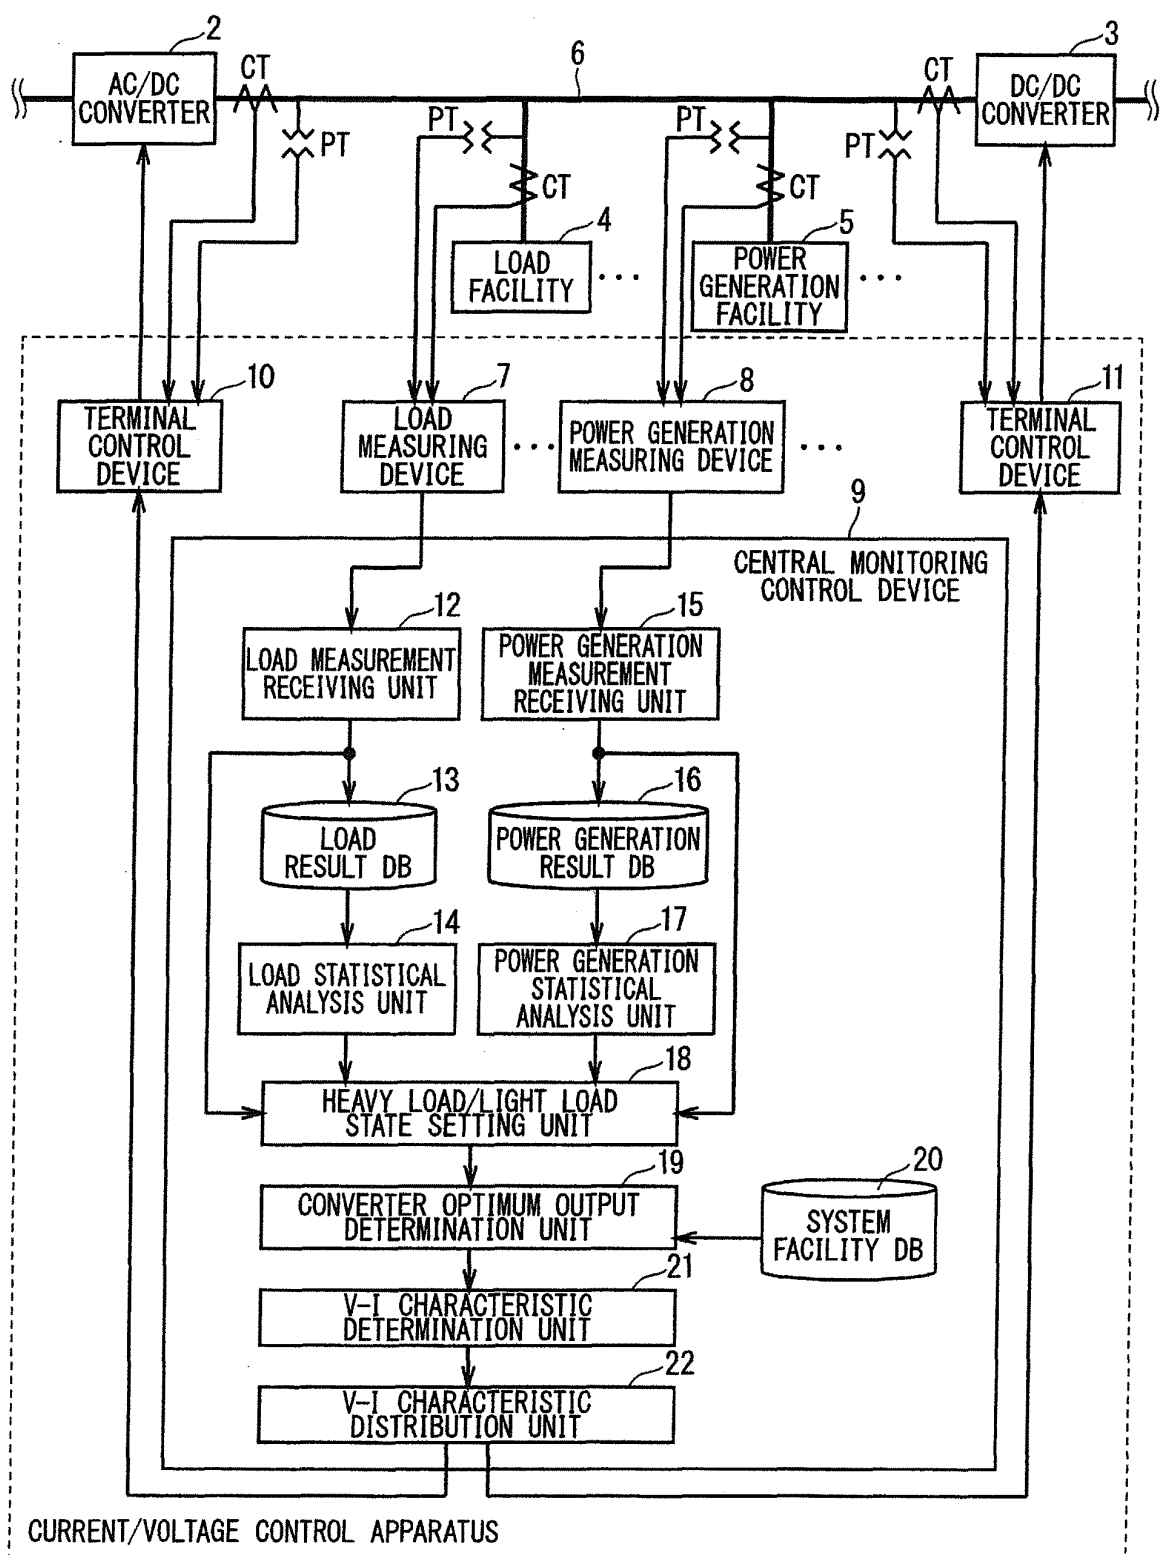 2
3
6
AC/DC
CONVERTER
CT
PT
PT
CT
PT
CT
PT
CT
DC/DC
CONVERTER
4
LOAD
FACILITY
...
5
POWER
GENERATION
FACILITY
...
10
TERMINAL
CONTROL
DEVICE
7
LOAD
MEASURING
DEVICE
...
8
POWER GENERATION
MEASURING DEVICE
...
11
TERMINAL
CONTROL
DEVICE
9
CENTRAL MONITORING
CONTROL DEVICE
12
LOAD MEASUREMENT
RECEIVING UNIT
15
POWER GENERATION
MEASUREMENT
RECEIVING UNIT
13
LOAD
RESULT DB
16
POWER GENERATION
RESULT DB
14
LOAD STATISTICAL
ANALYSIS UNIT
17
POWER GENERATION
STATISTICAL
ANALYSIS UNIT
18
HEAVY LOAD/LIGHT LOAD
STATE SETTING UNIT
19
CONVERTER OPTIMUM OUTPUT
DETERMINATION UNIT
20
SYSTEM
FACILITY DB
21
V-I CHARACTERISTIC
DETERMINATION UNIT
22
V-I CHARACTERISTIC
DISTRIBUTION UNIT
CURRENT/VOLTAGE CONTROL APPARATUS